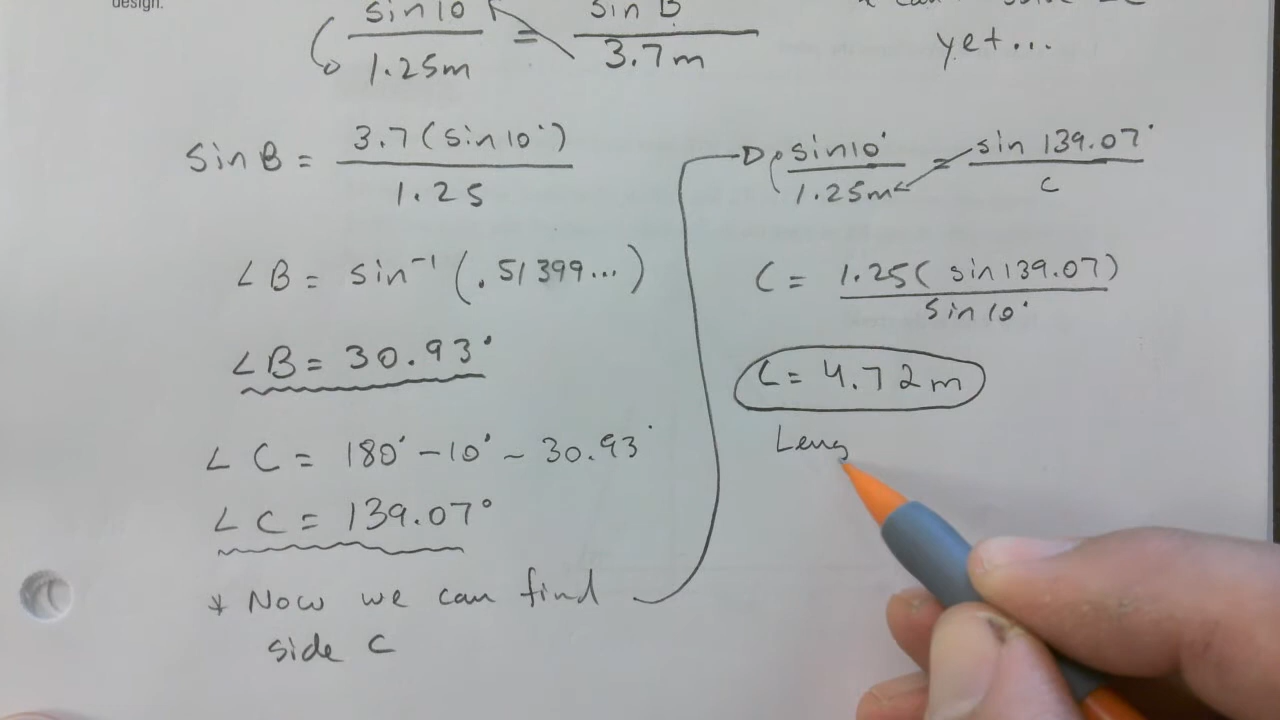 design.
sin 10 / 1.25m = sin B / 3.7m
yet...
sin B = 3.7 (sin 10°) / 1.25
∠B = sin⁻¹ (.51399...)
∠B = 30.93°
∠C = 180° - 10° - 30.93°
∠C = 139.07°
* Now we can find
side C
sin 10° / 1.25m = sin 139.07° / C
C = 1.25 (sin 139.07) / sin 10°
C = 4.72m
Leng